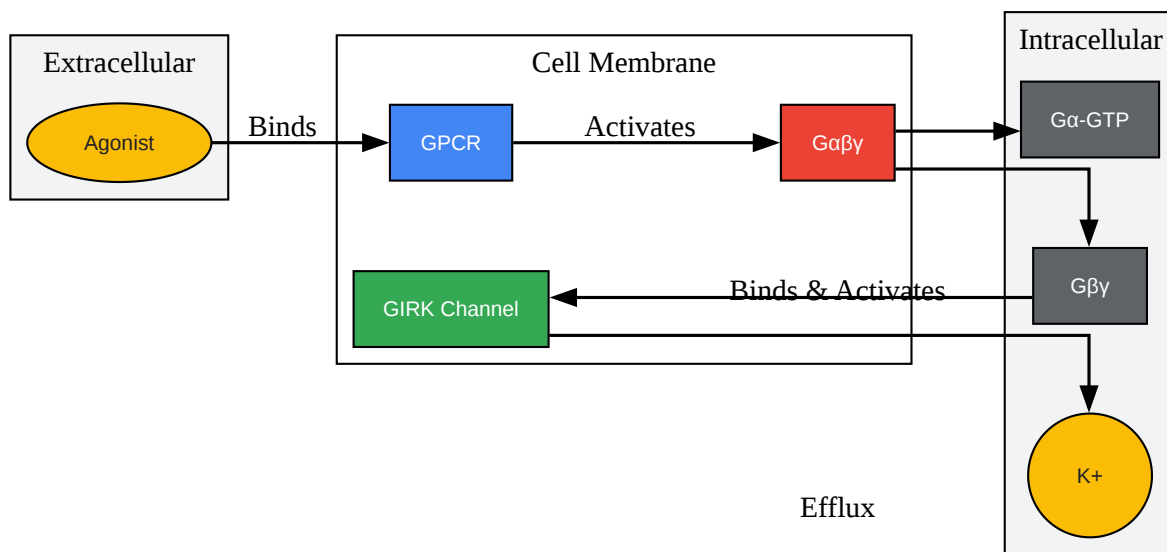 Extracellular
Cell Membrane
Intracellular
Agonist
Binds
GPCR
Activates
Gαβγ
Gα-GTP
GIRK Channel
Binds & Activates
Gβγ
K+
Efflux